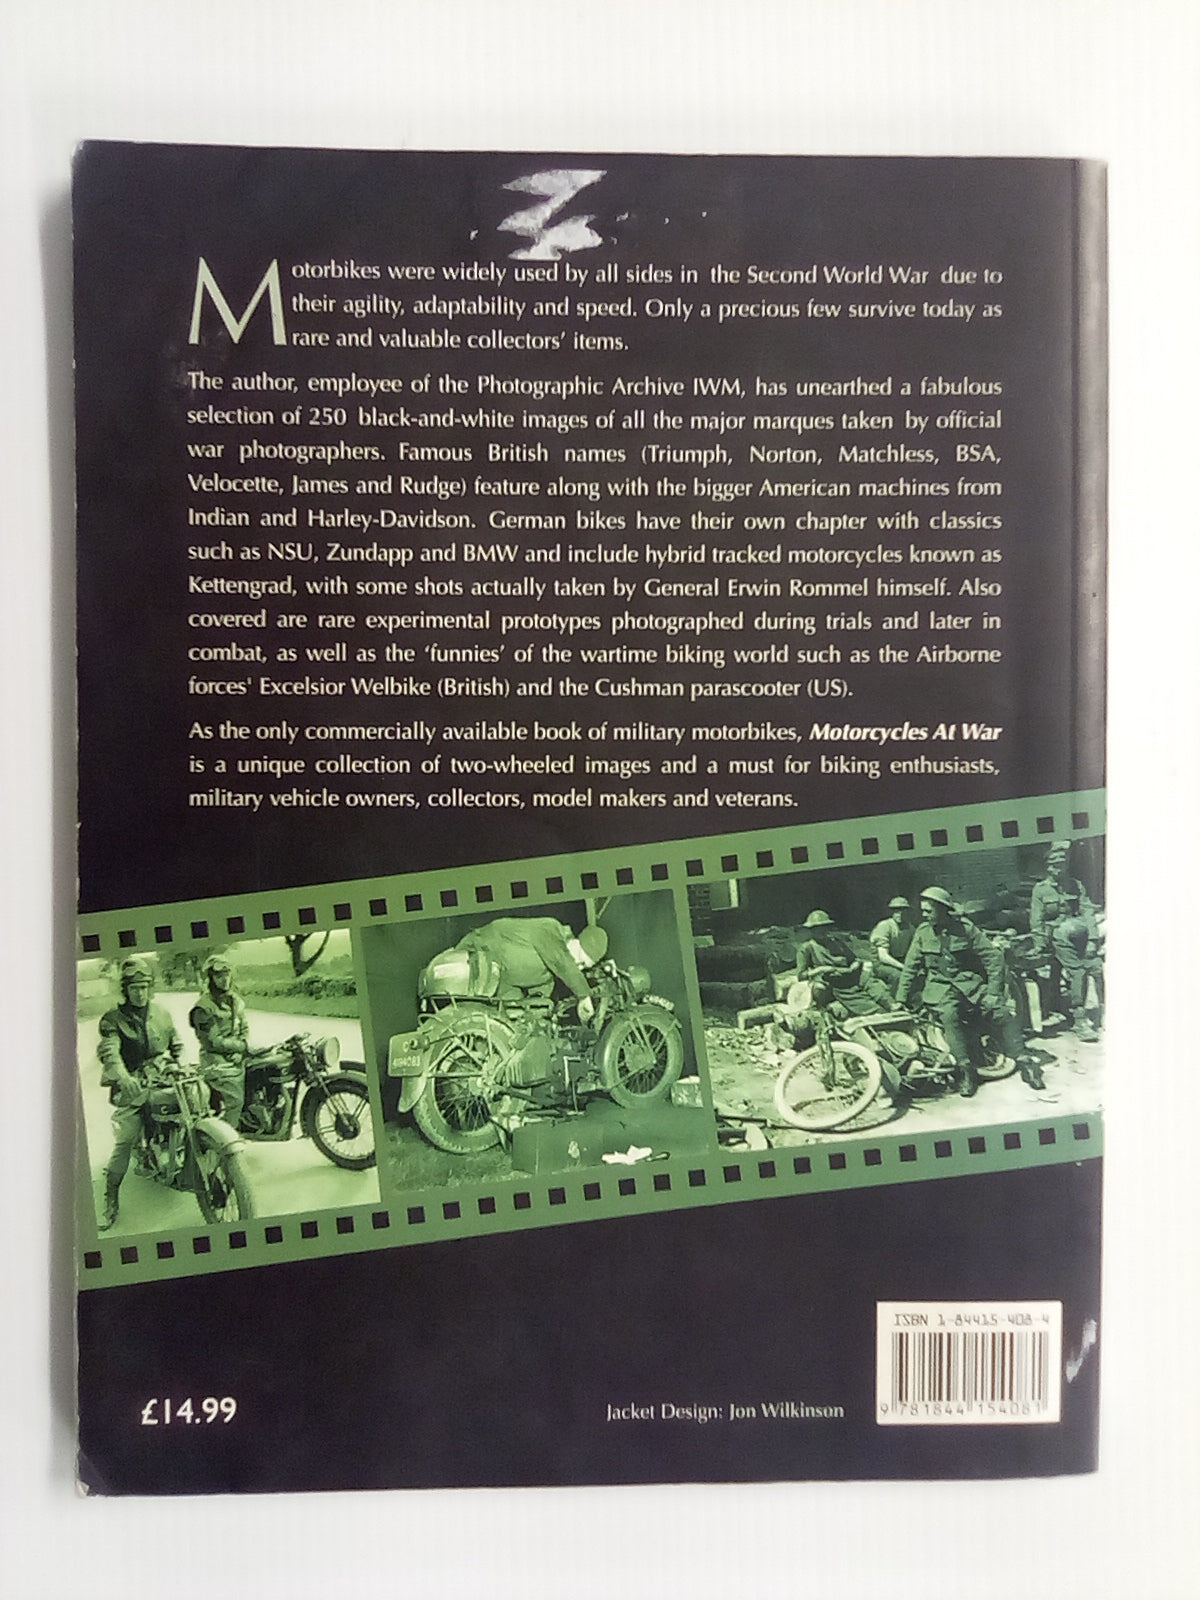 Motorbikes were widely used by all sides in the Second World War due to
their agility, adaptability and speed. Only a precious few survive today as
rare and valuable collectors' items.
The author, employee of the Photographic Archive IWM, has unearthed a fabulous
selection of 250 black-and-white images of all the major marques taken by official
war photographers. Famous British names (Triumph, Norton, Matchless, BSA,
Velocette, James and Rudge) feature along with the bigger American machines from
Indian and Harley-Davidson. German bikes have their own chapter with classics
such as NSU, Zundapp and BMW and include hybrid tracked motorcycles known as
Kettengrad, with some shots actually taken by General Erwin Rommel himself. Also
covered are rare experimental prototypes photographed during trials and later in
combat, as well as the 'funnies' of the wartime biking world such as the Airborne
forces' Excelsior Welbike (British) and the Cushman parascooter (US).
As the only commercially available book of military motorbikes, Motorcycles At War
is a unique collection of two-wheeled images and a must for biking enthusiasts,
military vehicle owners, collectors, model makers and veterans.
£14.99
Jacket Design: Jon Wilkinson
ISBN 1-84415-408-4
9 781844 154081